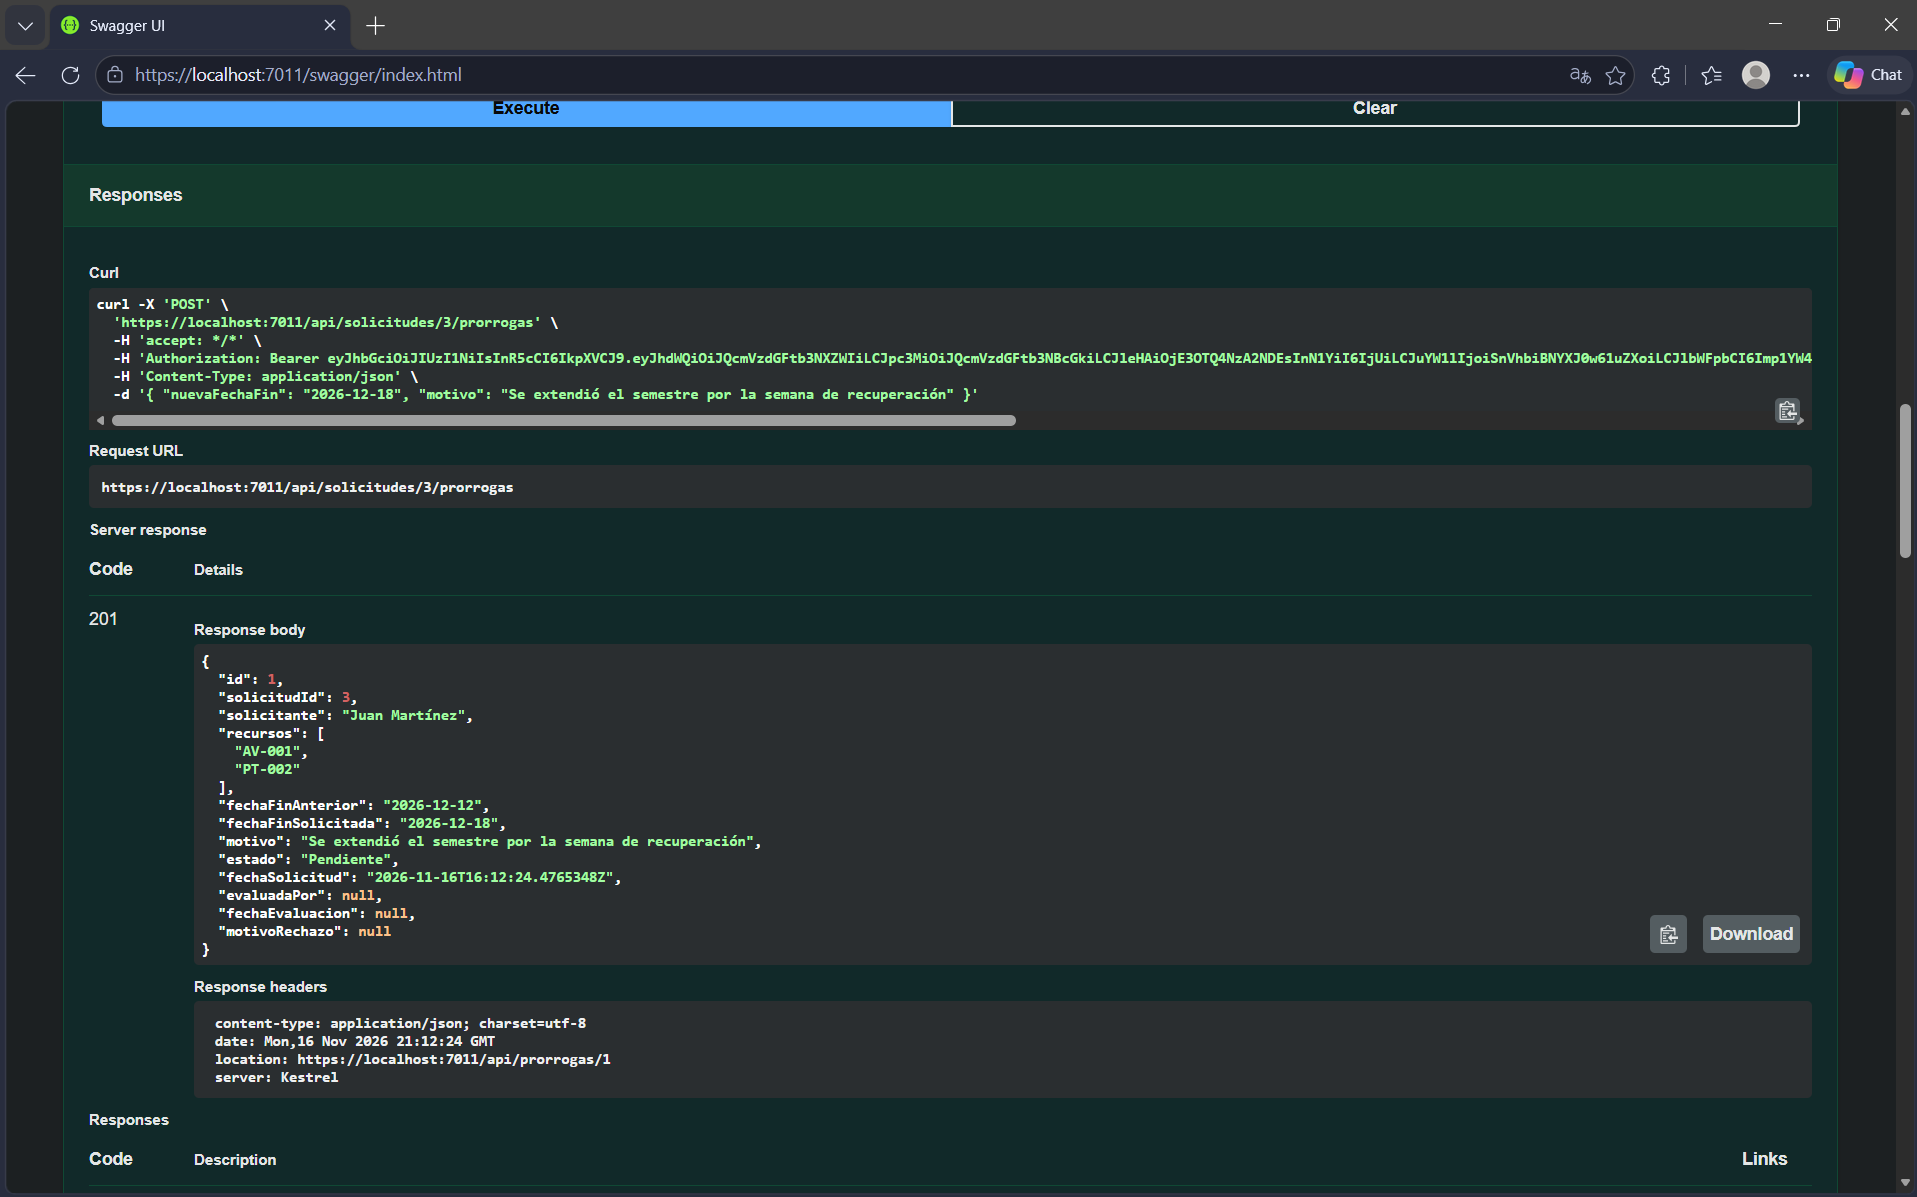 Swagger UI
https://localhost:7011/swagger/index.html
Chat
Execute
Clear
Responses
Curl
curl -X 'POST' \
'https://localhost:7011/api/solicitudes/3/prorrogas' \
-H 'accept: */*' \
-H 'Authorization: Bearer eyJhbGciOiJIUzI1NiIsInR5cCI6IkpXVCJ9.eyJhdWQiOiJQcmVzdGFtb3NXZWIiLCJpc3MiOiJQcmVzdGFtb3NBcGkiLCJleHAiOjE3OTQ4NzA2NDEsInN1YiI6IjUiLCJuYW1lIjoiSnVhbiBNYXJ0w61uZXoiLCJlbWFpbCI6Imp1YW4
-H 'Content-Type: application/json' \
-d '{ "nuevaFechaFin": "2026-12-18", "motivo": "Se extendió el semestre por la semana de recuperación" }'
Request URL
https://localhost:7011/api/solicitudes/3/prorrogas
Server response
Code
Details
201
Response body
{
"id": 1,
"solicitudId": 3,
"solicitante": "Juan Martínez",
"recursos": [
"AV-001",
"PT-002"
],
"fechaFinAnterior": "2026-12-12",
"fechaFinSolicitada": "2026-12-18",
"motivo": "Se extendió el semestre por la semana de recuperación",
"estado": "Pendiente",
"fechaSolicitud": "2026-11-16T16:12:24.4765348Z",
"evaluadaPor": null,
"fechaEvaluacion": null,
"motivoRechazo": null
}
Download
Response headers
content-type: application/json; charset=utf-8
date: Mon,16 Nov 2026 21:12:24 GMT
location: https://localhost:7011/api/prorrogas/1
server: Kestrel
Responses
Code
Description
Links